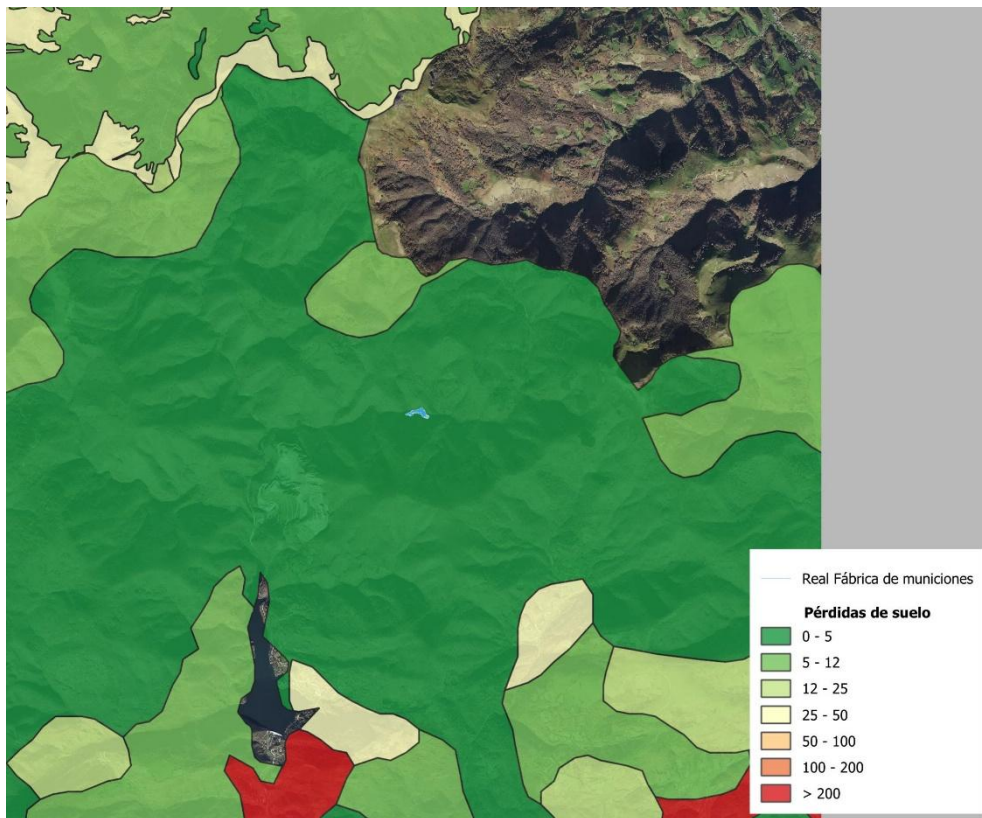 Real Fábrica de municiones
Pérdidas de suelo
0 - 5
5 - 12
12 - 25
25 - 50
50 - 100
100 - 200
> 200